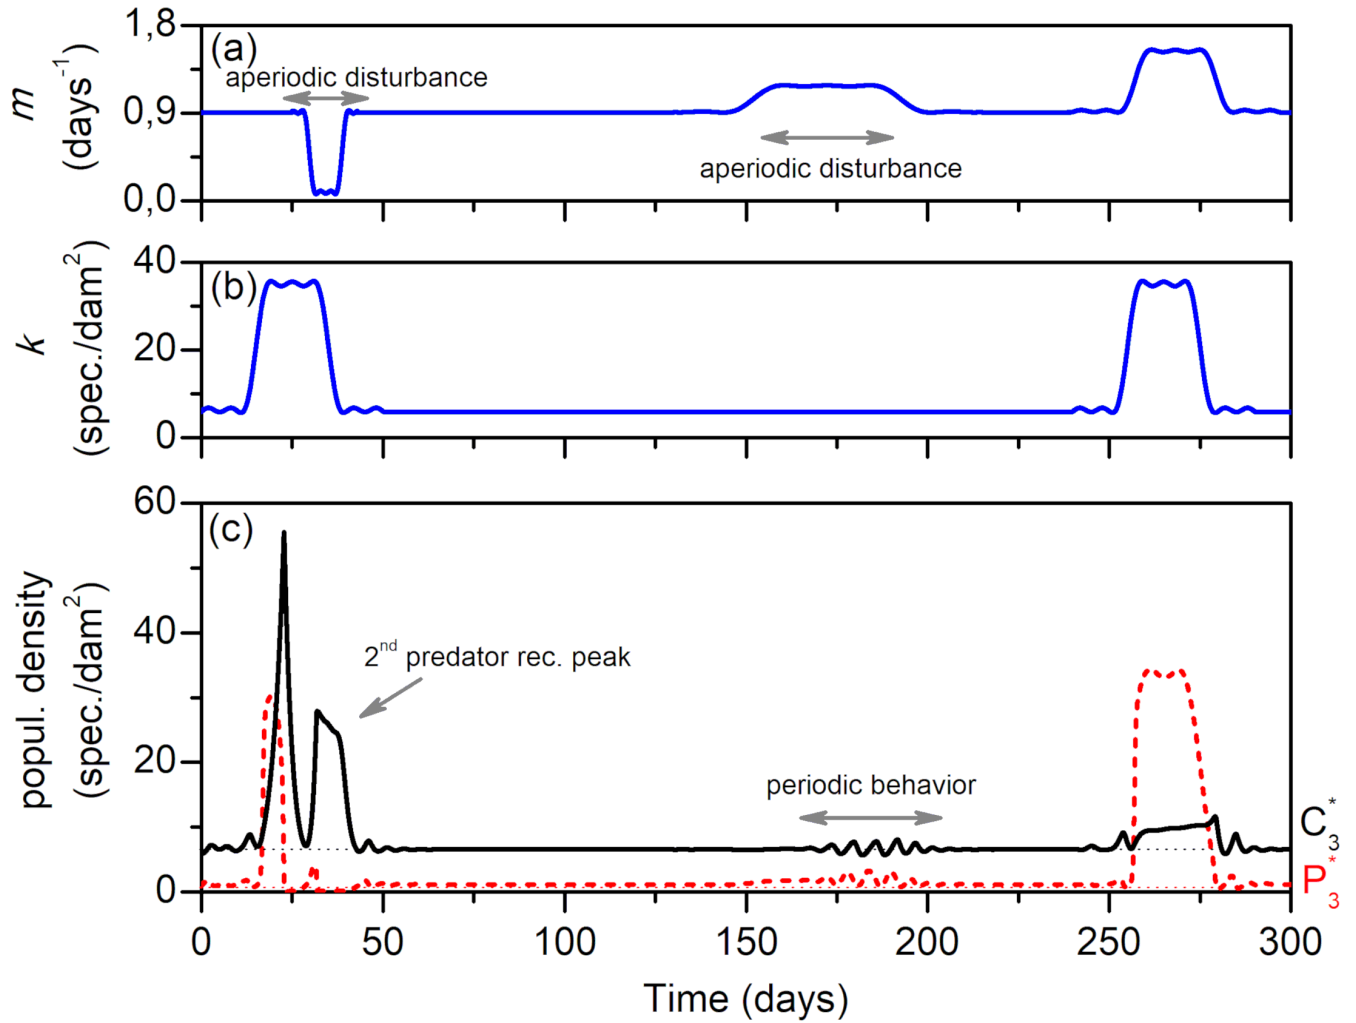 (a)
aperiodic disturbance
aperiodic disturbance
m
(days⁻¹)
1,8
0,9
0,0
(b)
k
(spec./dam²)
40
20
0
(c)
popul. density
(spec./dam²)
60
40
20
0
2ⁿᵈ predator rec. peak
periodic behavior
C₃*
P₃*
0 50 100 150 200 250 300
Time (days)